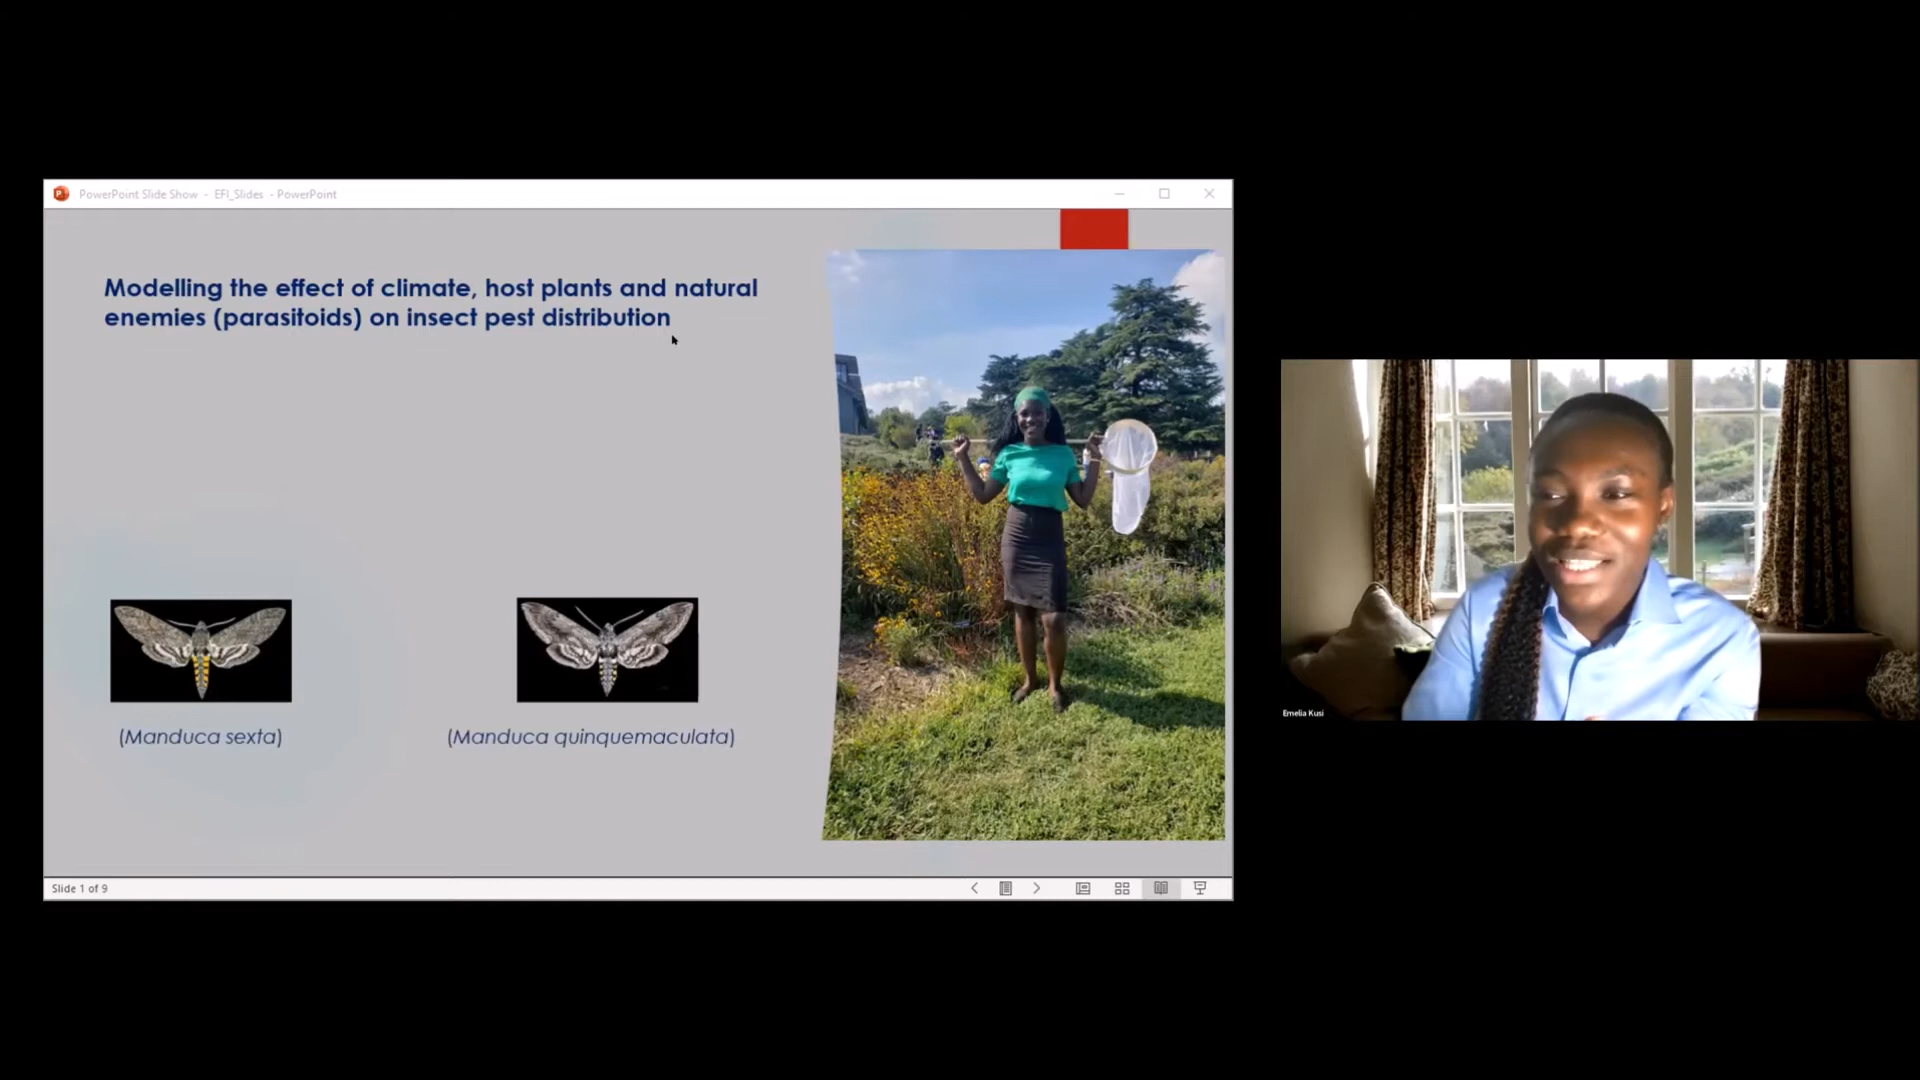 PowerPoint Slide Show - EFI_Slides - PowerPoint
Modelling the effect of climate, host plants and natural
enemies (parasitoids) on insect pest distribution
(Manduca sexta)
(Manduca quinquemaculata)
Slide 1 of 9
Emelia Kusi